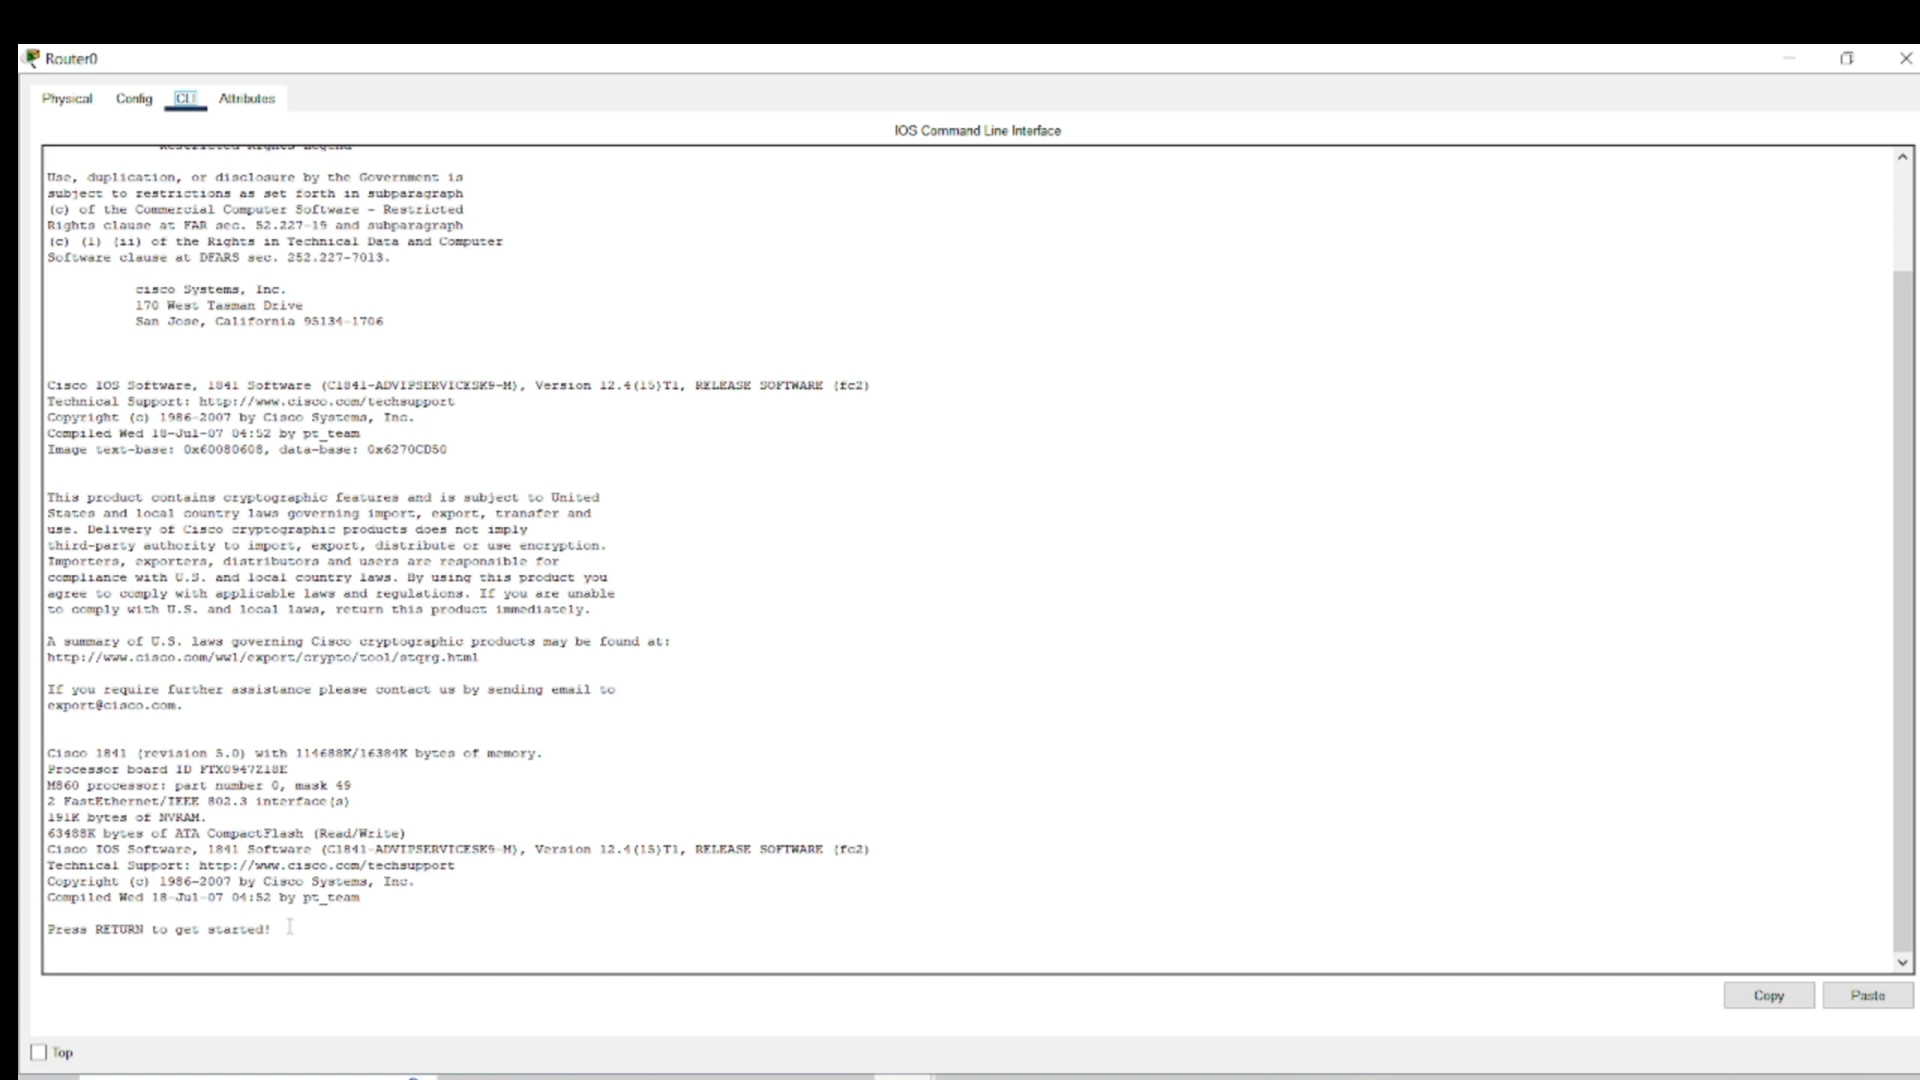 Router0
Physical Config CLI Attributes
IOS Command Line Interface
Restricted Rights Legend
Use, duplication, or disclosure by the Government is
subject to restrictions as set forth in subparagraph
(c) of the Commercial Computer Software - Restricted
Rights clause at FAR sec. 52.227-19 and subparagraph
(c) (1) (ii) of the Rights in Technical Data and Computer
Software clause at DFARS sec. 252.227-7013.
cisco Systems, Inc.
170 West Tasman Drive
San Jose, California 95134-1706
Cisco IOS Software, 1841 Software (C1841-ADVIPSERVICESK9-M), Version 12.4(15)T1, RELEASE SOFTWARE (fc2)
Technical Support: http://www.cisco.com/techsupport
Copyright (c) 1986-2007 by Cisco Systems, Inc.
Compiled Wed 18-Jul-07 04:52 by pt_team
Image text-base: 0x60080608, data-base: 0x6270CD50
This product contains cryptographic features and is subject to United
States and local country laws governing import, export, transfer and
use. Delivery of Cisco cryptographic products does not imply
third-party authority to import, export, distribute or use encryption.
Importers, exporters, distributors and users are responsible for
compliance with U.S. and local country laws. By using this product you
agree to comply with applicable laws and regulations. If you are unable
to comply with U.S. and local laws, return this product immediately.
A summary of U.S. laws governing Cisco cryptographic products may be found at:
http://www.cisco.com/wwl/export/crypto/tool/stqrg.html
If you require further assistance please contact us by sending email to
export@cisco.com.
Cisco 1841 (revision 5.0) with 114688K/16384K bytes of memory.
Processor board ID FTX0947Z18E
M860 processor: part number 0, mask 49
2 FastEthernet/IEEE 802.3 interface(s)
191K bytes of NVRAM.
63488K bytes of ATA CompactFlash (Read/Write)
Cisco IOS Software, 1841 Software (C1841-ADVIPSERVICESK9-M), Version 12.4(15)T1, RELEASE SOFTWARE (fc2)
Technical Support: http://www.cisco.com/techsupport
Copyright (c) 1986-2007 by Cisco Systems, Inc.
Compiled Wed 18-Jul-07 04:52 by pt_team
Press RETURN to get started!
Copy Paste
Top